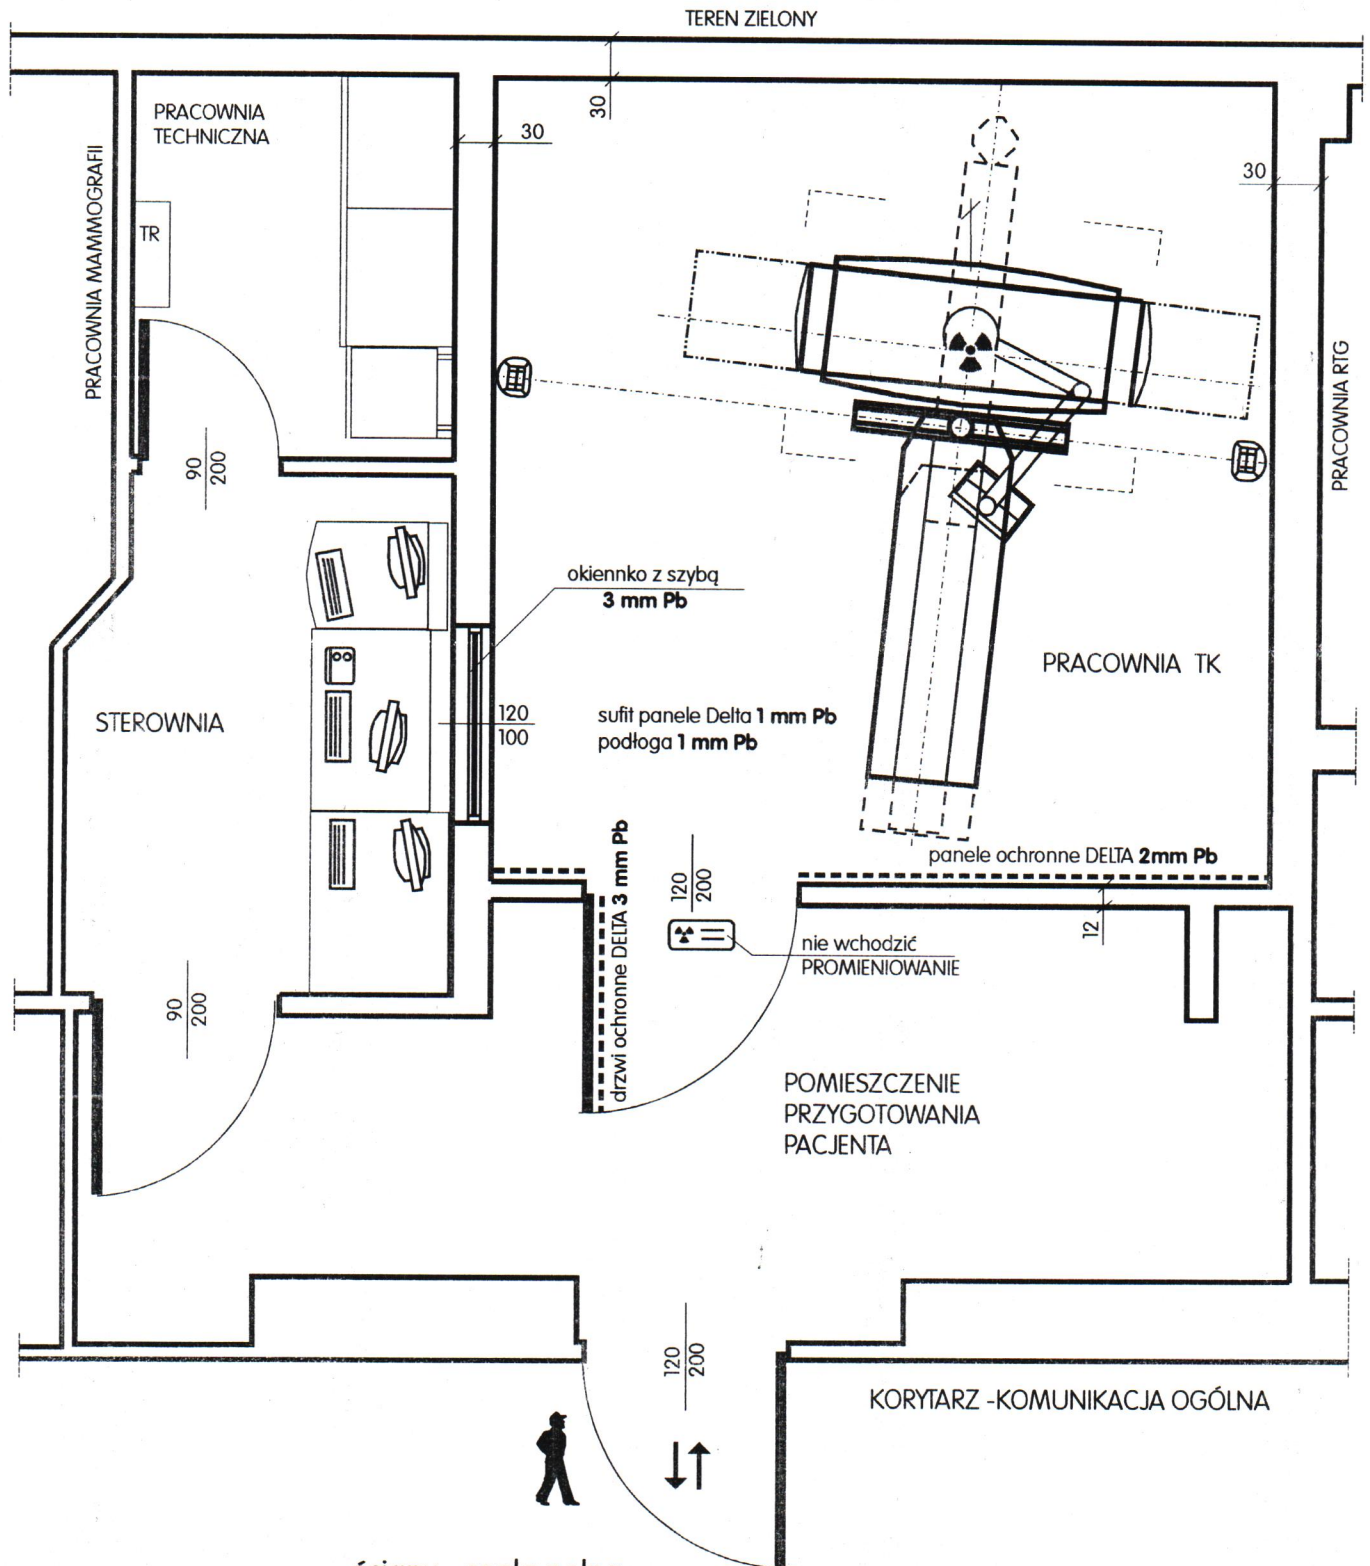 TEREN ZIELONY
30
PRACOWNIA
TECHNICZNA
30
PRACOWNIA MAMMOGRAFII
TR
30
PRACOWNIA RTG
90
200
okiennko z szybą
3 mm Pb
PRACOWNIA TK
STEROWNIA
120
100
sufit panele Delta 1 mm Pb
podłoga 1 mm Pb
drzwi ochronne DELTA 3 mm Pb
120
200
panele ochronne DELTA 2mm Pb
12
nie wchodzić
PROMIENIOWANIE
90
200
POMIESZCZENIE
PRZYGOTOWANIA
PACJENTA
120
200
KORYTARZ -KOMUNIKACJA OGÓLNA